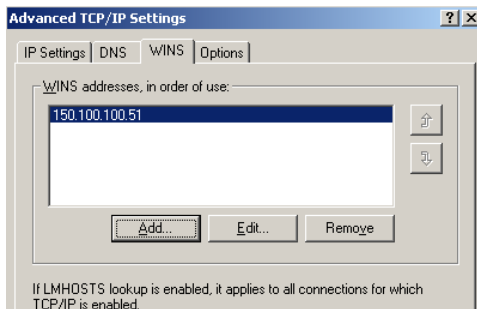 Advanced TCP/IP Settings
IP Settings DNS WINS Options
WINS addresses, in order of use:
150.100.100.51
Add... Edit... Remove
If LMHOSTS lookup is enabled, it applies to all connections for which
TCP/IP is enabled.